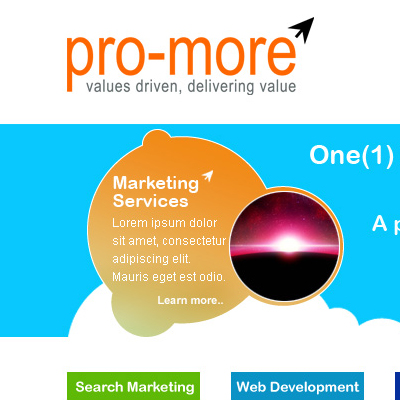 pro-more
values driven, delivering value
One(1)
Marketing
Services
Lorem ipsum dolor
sit amet, consectetur
adipiscing elit.
Mauris eget est odio.
Learn more..
A p
Search Marketing
Web Development